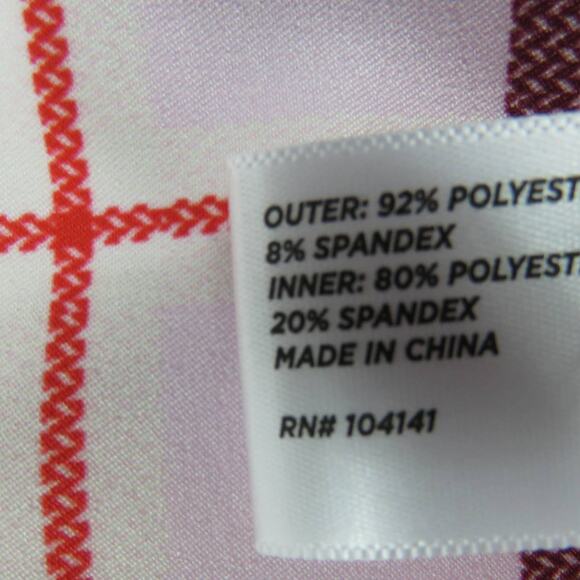 OUTER: 92% POLYEST
8% SPANDEX
INNER: 80% POLYEST
20% SPANDEX
MADE IN CHINA
RN# 104141